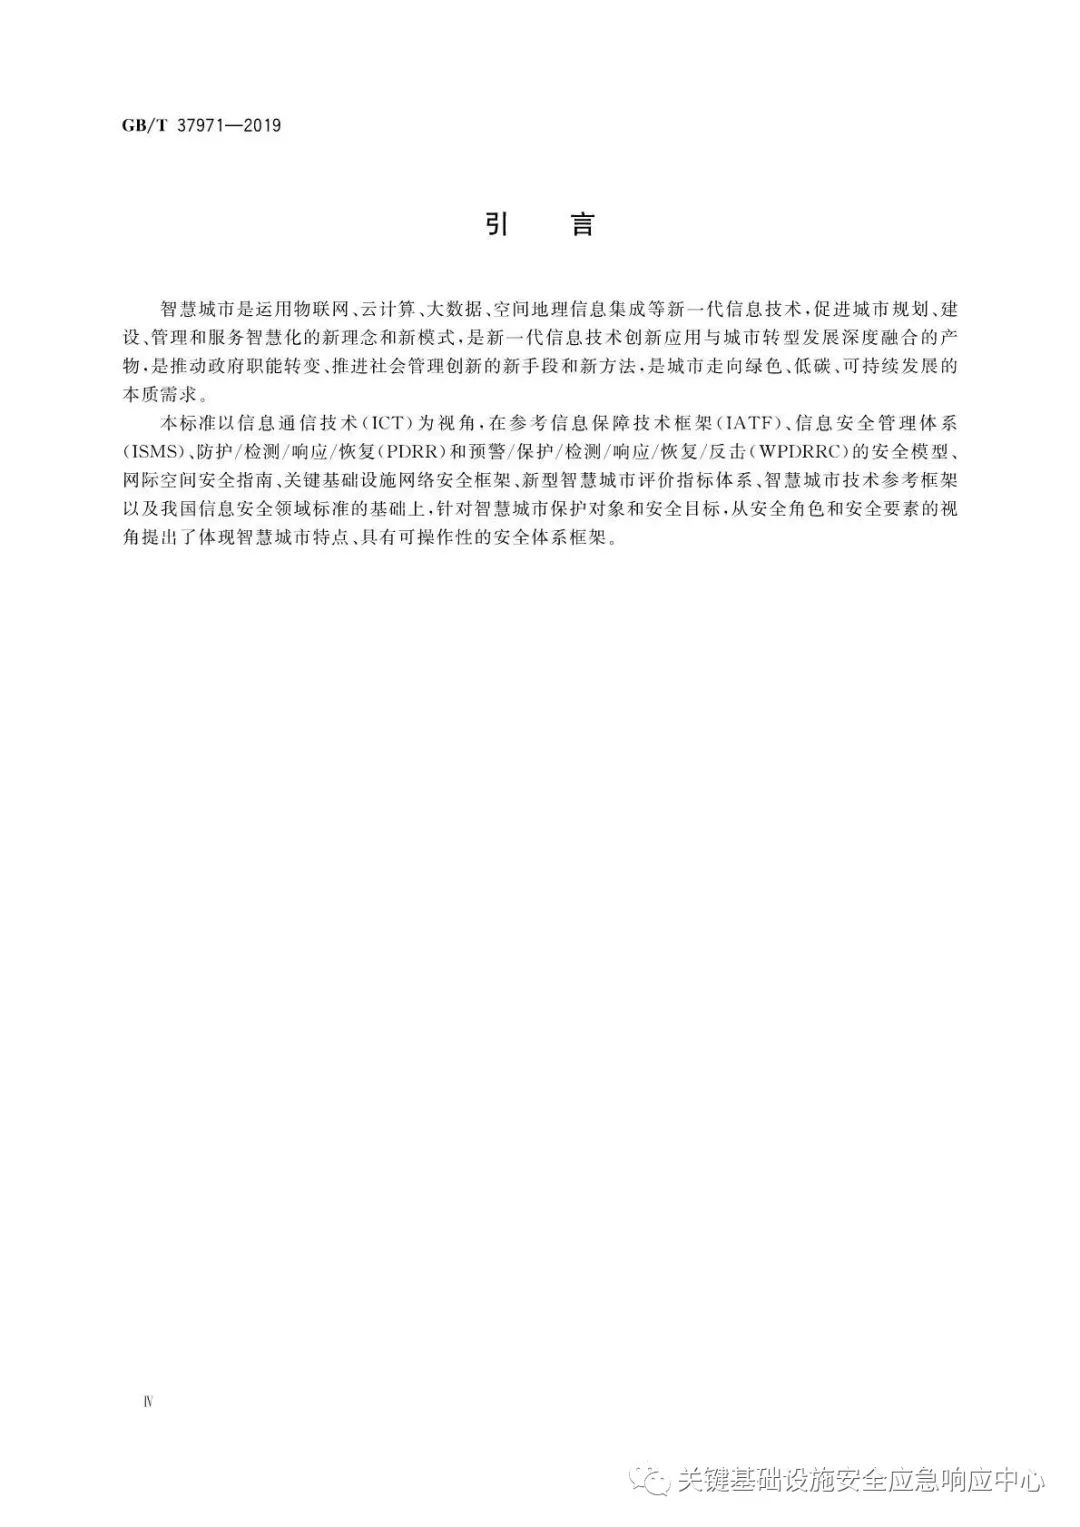 GB/T 37971—2019
引 言
智慧城市是运用物联网、云计算、大数据、空间地理信息集成等新一代信息技术,促进城市规划、建
设、管理和服务智慧化的新理念和新模式,是新一代信息技术创新应用与城市转型发展深度融合的产
物,是推动政府职能转变、推进社会管理创新的新手段和新方法,是城市走向绿色、低碳、可持续发展的
本质需求。
本标准以信息通信技术(ICT)为视角,在参考信息保障技术框架(IATF)、信息安全管理体系
(ISMS)、防护/检测/响应/恢复(PDRR)和预警/保护/检测/响应/恢复/反击(WPDRRC)的安全模型、
网际空间安全指南、关键基础设施网络安全框架、新型智慧城市评价指标体系、智慧城市技术参考框架
以及我国信息安全领域标准的基础上,针对智慧城市保护对象和安全目标,从安全角色和安全要素的视
角提出了体现智慧城市特点、具有可操作性的安全体系框架。
Ⅳ
关键基础设施安全应急响应中心